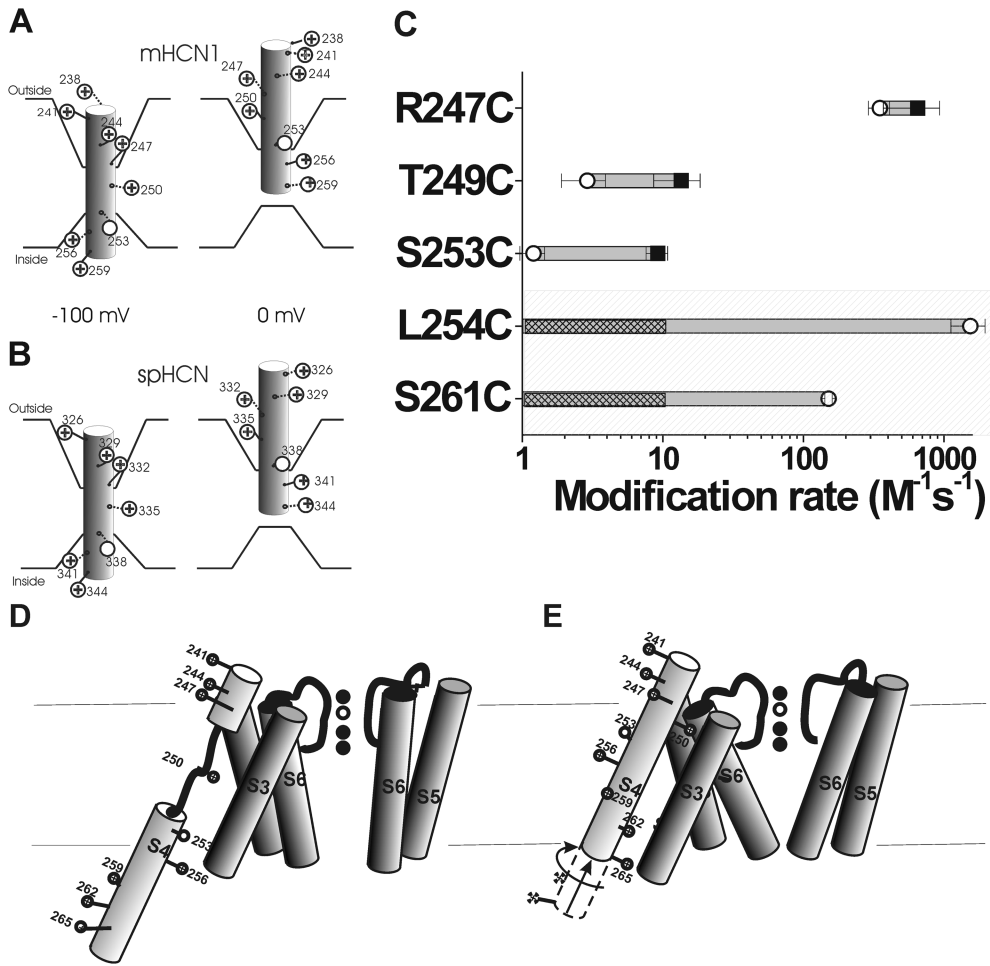 A
mHCN1
Outside
238
241
244
247
250
253
256
259
Inside
238
241
247
244
250
253
256
259
-100 mV
0 mV
B
spHCN
Outside
326
329
332
335
338
341
344
Inside
326
332
329
335
338
341
344
C
R247C
T249C
S253C
L254C
S261C
1
10
100
1000
Modification rate (M⁻¹s⁻¹)
D
241
244
247
250
S3
S6
S6
S5
S4
253
256
259
262
265
E
241
244
247
253
250
256
S4
259
S3
S6
S6
S5
262
265